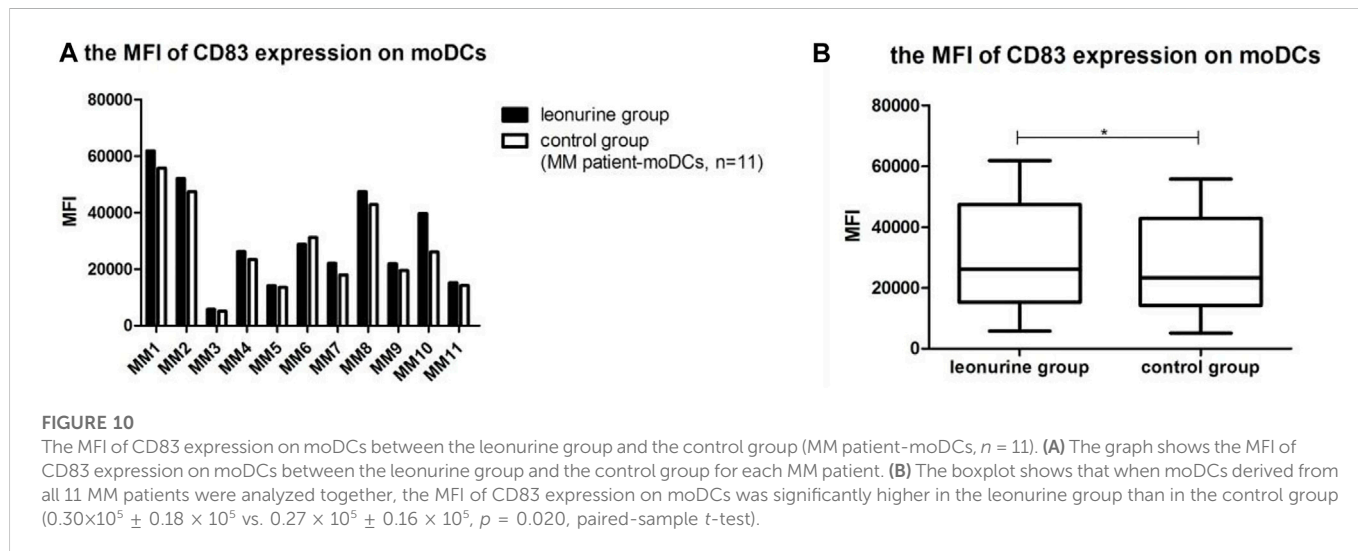 A the MFI of CD83 expression on moDCs
80000
60000
40000
20000
0
MFI
MM1
MM2
MM3
MM4
MM5
MM6
MM7
MM8
MM9
MM10
MM11
leonurine group
control group
(MM patient-moDCs, n=11)
B the MFI of CD83 expression on moDCs
80000
60000
40000
20000
0
MFI
*
leonurine group control group
FIGURE 10
The MFI of CD83 expression on moDCs between the leonurine group and the control group (MM patient-moDCs, n = 11). (A) The graph shows the MFI of
CD83 expression on moDCs between the leonurine group and the control group for each MM patient. (B) The boxplot shows that when moDCs derived from
all 11 MM patients were analyzed together, the MFI of CD83 expression on moDCs was significantly higher in the leonurine group than in the control group
(0.30×10⁵ ± 0.18 × 10⁵ vs. 0.27 × 10⁵ ± 0.16 × 10⁵, p = 0.020, paired-sample t-test).